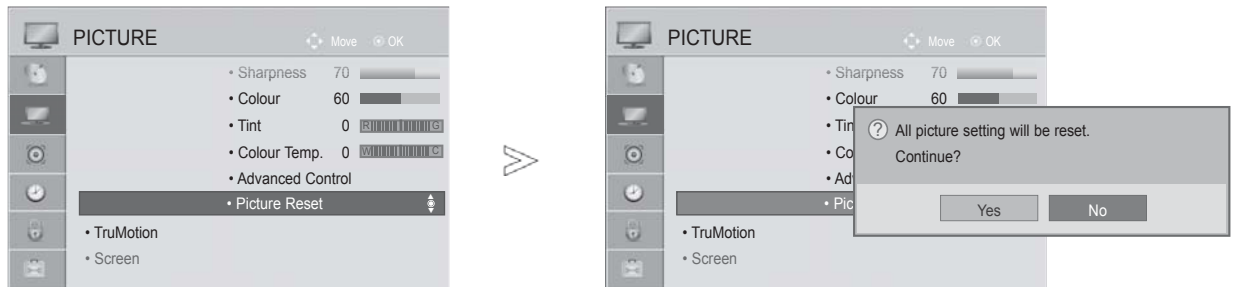 PICTURE
Move OK
• Sharpness 70
• Colour 60
• Tint 0 R G
• Colour Temp. 0 W C
• Advanced Control
• Picture Reset
• TruMotion
• Screen
PICTURE
Move OK
• Sharpness 70
• Colour 60
• Tin
• Co
• Ad
• Pic
• TruMotion
• Screen
? All picture setting will be reset.
Continue?
Yes No